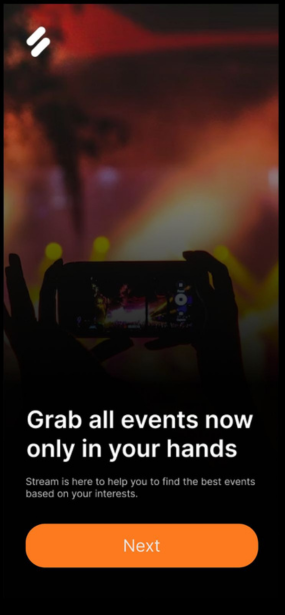 Grab all events now
only in your hands
Stream is here to help you to find the best events
based on your interests.
Next